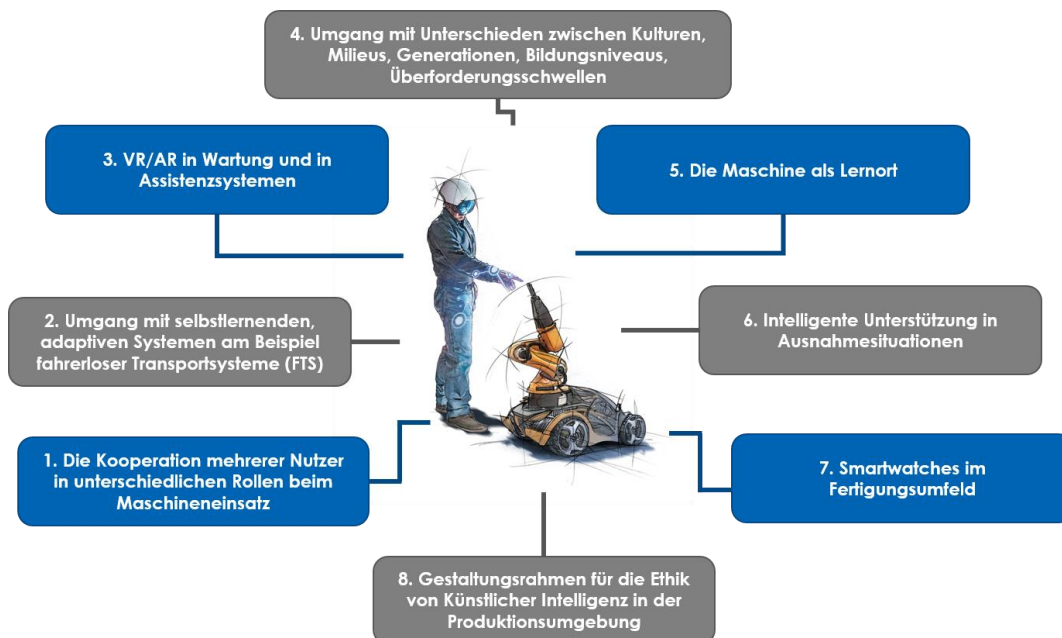 4. Umgang mit Unterschieden zwischen Kulturen,
Milieus, Generationen, Bildungsniveaus,
Überforderungsschwellen
3. VR/AR in Wartung und in
Assistenzsystemen
5. Die Maschine als Lernort
2. Umgang mit selbstlernenden,
adaptiven Systemen am Beispiel
fahrerloser Transportsysteme (FTS)
6. Intelligente Unterstützung in
Ausnahmesituationen
1. Die Kooperation mehrerer Nutzer
in unterschiedlichen Rollen beim
Maschineneinsatz
7. Smartwatches im
Fertigungsumfeld
8. Gestaltungsrahmen für die Ethik
von Künstlicher Intelligenz in der
Produktionsumgebung